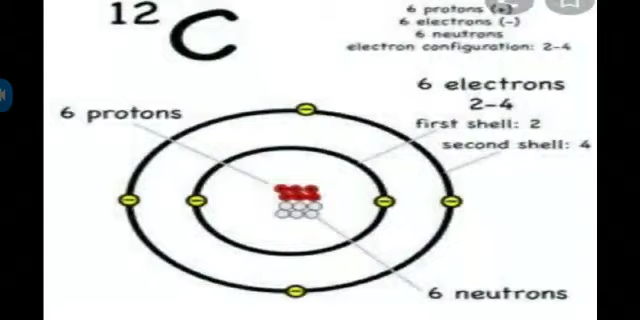 12 C
6 protons (+)
6 electrons (-)
6 neutrons
electron configuration: 2-4
6 electrons
2-4
first shell: 2
second shell: 4
6 protons
6 neutrons